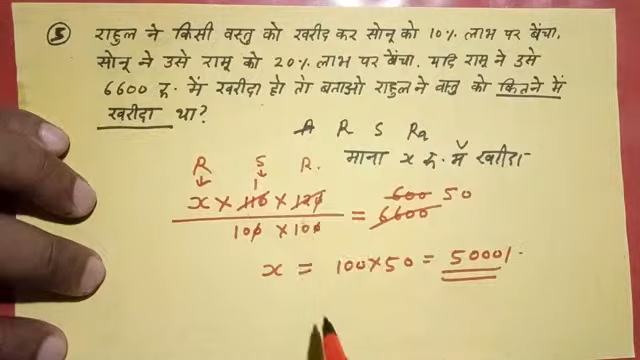 ⑤ राहुल ने किसी वस्तु को खरीद कर सोनू को 10% लाभ पर बेंचा.
सोनू ने उसे रामू को 20% लाभ पर बेंचा. यदि रामू ने उसे
6600 रु. में खरीदा हो तो बताओ राहुल ने वास्तु को कितने में
खरीदा था?
R S Ra
माना x रु. में खरीदा
R S R.
x × 110 × 120 = 6600 600 50
100 × 100
x = 100×50 = 5000/.